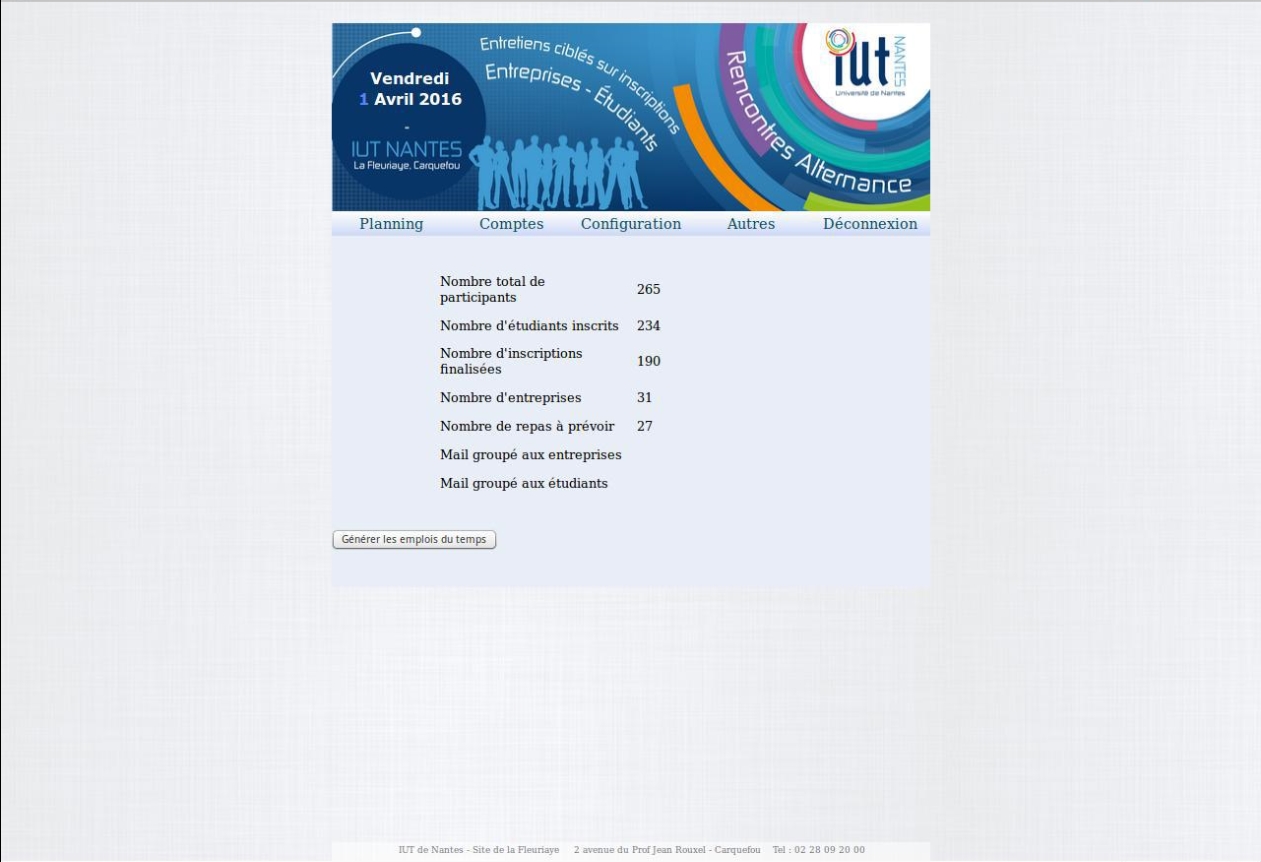 Entretiens ciblés sur inscriptions
Entreprises - Étudiants
Vendredi
1 Avril 2016
-
IUT NANTES
La Fleuriaye, Carquefou
Rencontres Alternance
iut NANTES
Université de Nantes
Planning Comptes Configuration Autres Déconnexion
Nombre total de
participants 265
Nombre d'étudiants inscrits 234
Nombre d'inscriptions
finalisées 190
Nombre d'entreprises 31
Nombre de repas à prévoir 27
Mail groupé aux entreprises
Mail groupé aux étudiants
Générer les emplois du temps
IUT de Nantes - Site de la Fleuriaye 2 avenue du Prof Jean Rouxel - Carquefou Tel : 02 28 09 20 00